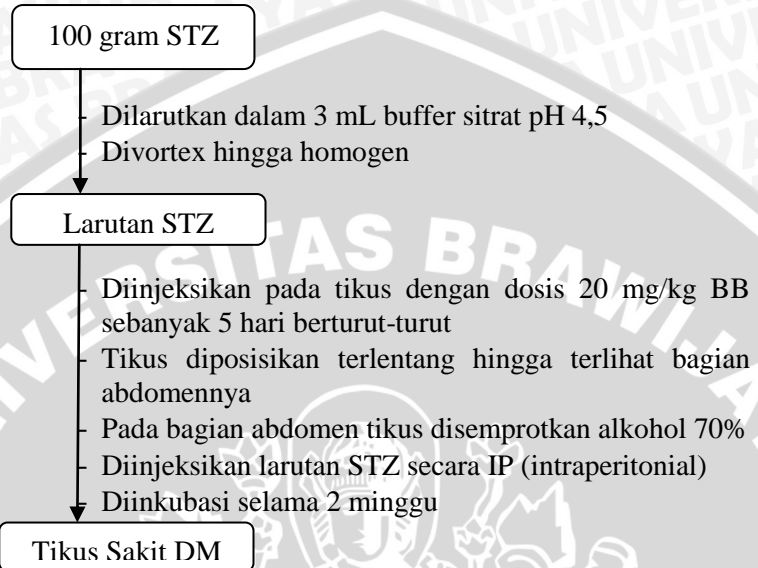 100 gram STZ
- Dilarutkan dalam 3 mL buffer sitrat pH 4,5
- Divortex hingga homogen
Larutan STZ
UNIVERSITAS BRAWIJAYA
- Diinjeksikan pada tikus dengan dosis 20 mg/kg BB
sebanyak 5 hari berturut-turut
- Tikus diposisikan terlentang hingga terlihat bagian
abdomennya
- Pada bagian abdomen tikus disemprotkan alkohol 70%
- Diinjeksikan larutan STZ secara IP (intraperitonial)
- Diinkubasi selama 2 minggu
Tikus Sakit DM